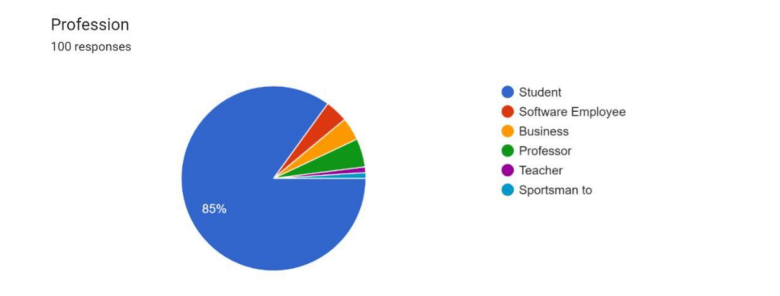 Profession
100 responses
85%
Student
Software Employee
Business
Professor
Teacher
Sportsman to